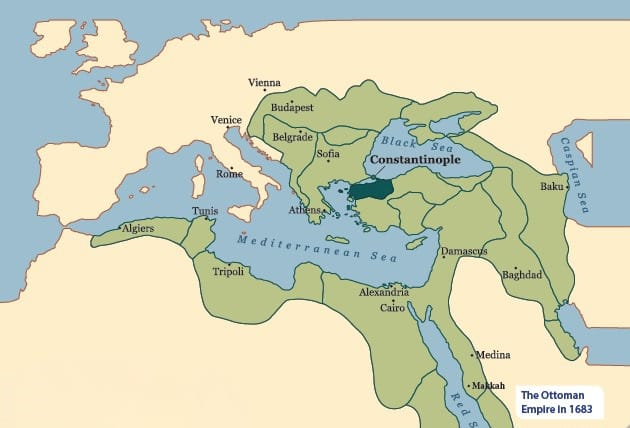 Vienna
Budapest
Venice
Belgrade
Black Sea
Caspian Sea
Sofia
Constantinople
Rome
Baku
Athens
Tunis
Algiers
Mediterranean Sea
Damascus
Tripoli
Baghdad
Alexandria
Cairo
Medina
Makkah
Red S
The Ottoman
Empire in 1683